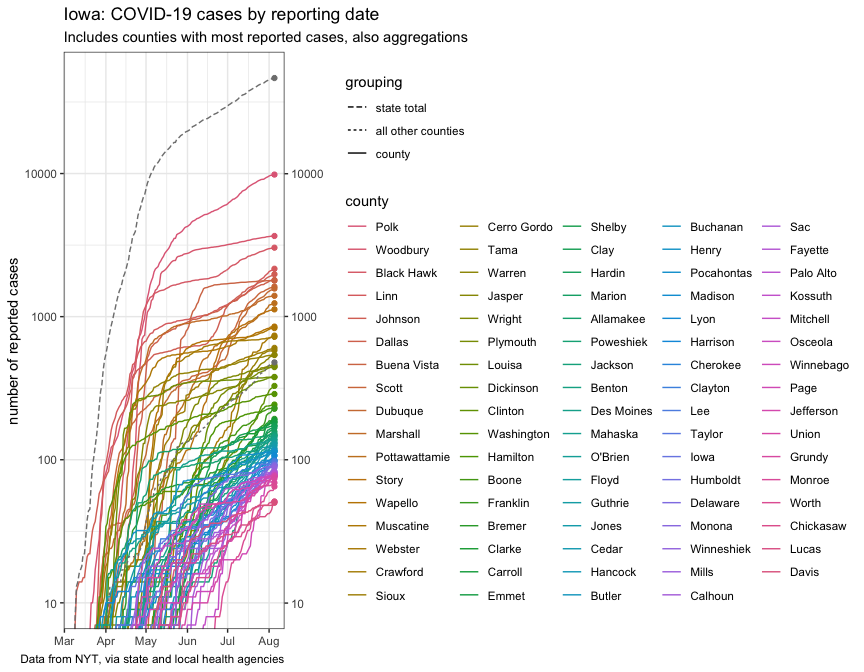 Iowa: COVID-19 cases by reporting date
Includes counties with most reported cases, also aggregations
number of reported cases
10000
1000
100
10
10000
1000
100
10
Mar Apr May Jun Jul Aug
Data from NYT, via state and local health agencies
grouping
state total
all other counties
county
county
Polk
Woodbury
Black Hawk
Linn
Johnson
Dallas
Buena Vista
Scott
Dubuque
Marshall
Pottawattamie
Story
Wapello
Muscatine
Webster
Crawford
Sioux
Cerro Gordo
Tama
Warren
Jasper
Wright
Plymouth
Louisa
Dickinson
Clinton
Washington
Hamilton
Boone
Franklin
Bremer
Clarke
Carroll
Emmet
Shelby
Clay
Hardin
Marion
Allamakee
Poweshiek
Jackson
Benton
Des Moines
Mahaska
O'Brien
Floyd
Guthrie
Jones
Cedar
Hancock
Butler
Buchanan
Henry
Pocahontas
Madison
Lyon
Harrison
Cherokee
Clayton
Lee
Taylor
Iowa
Humboldt
Delaware
Monona
Winneshiek
Mills
Calhoun
Sac
Fayette
Palo Alto
Kossuth
Mitchell
Osceola
Winnebago
Page
Jefferson
Union
Grundy
Monroe
Worth
Chickasaw
Lucas
Davis